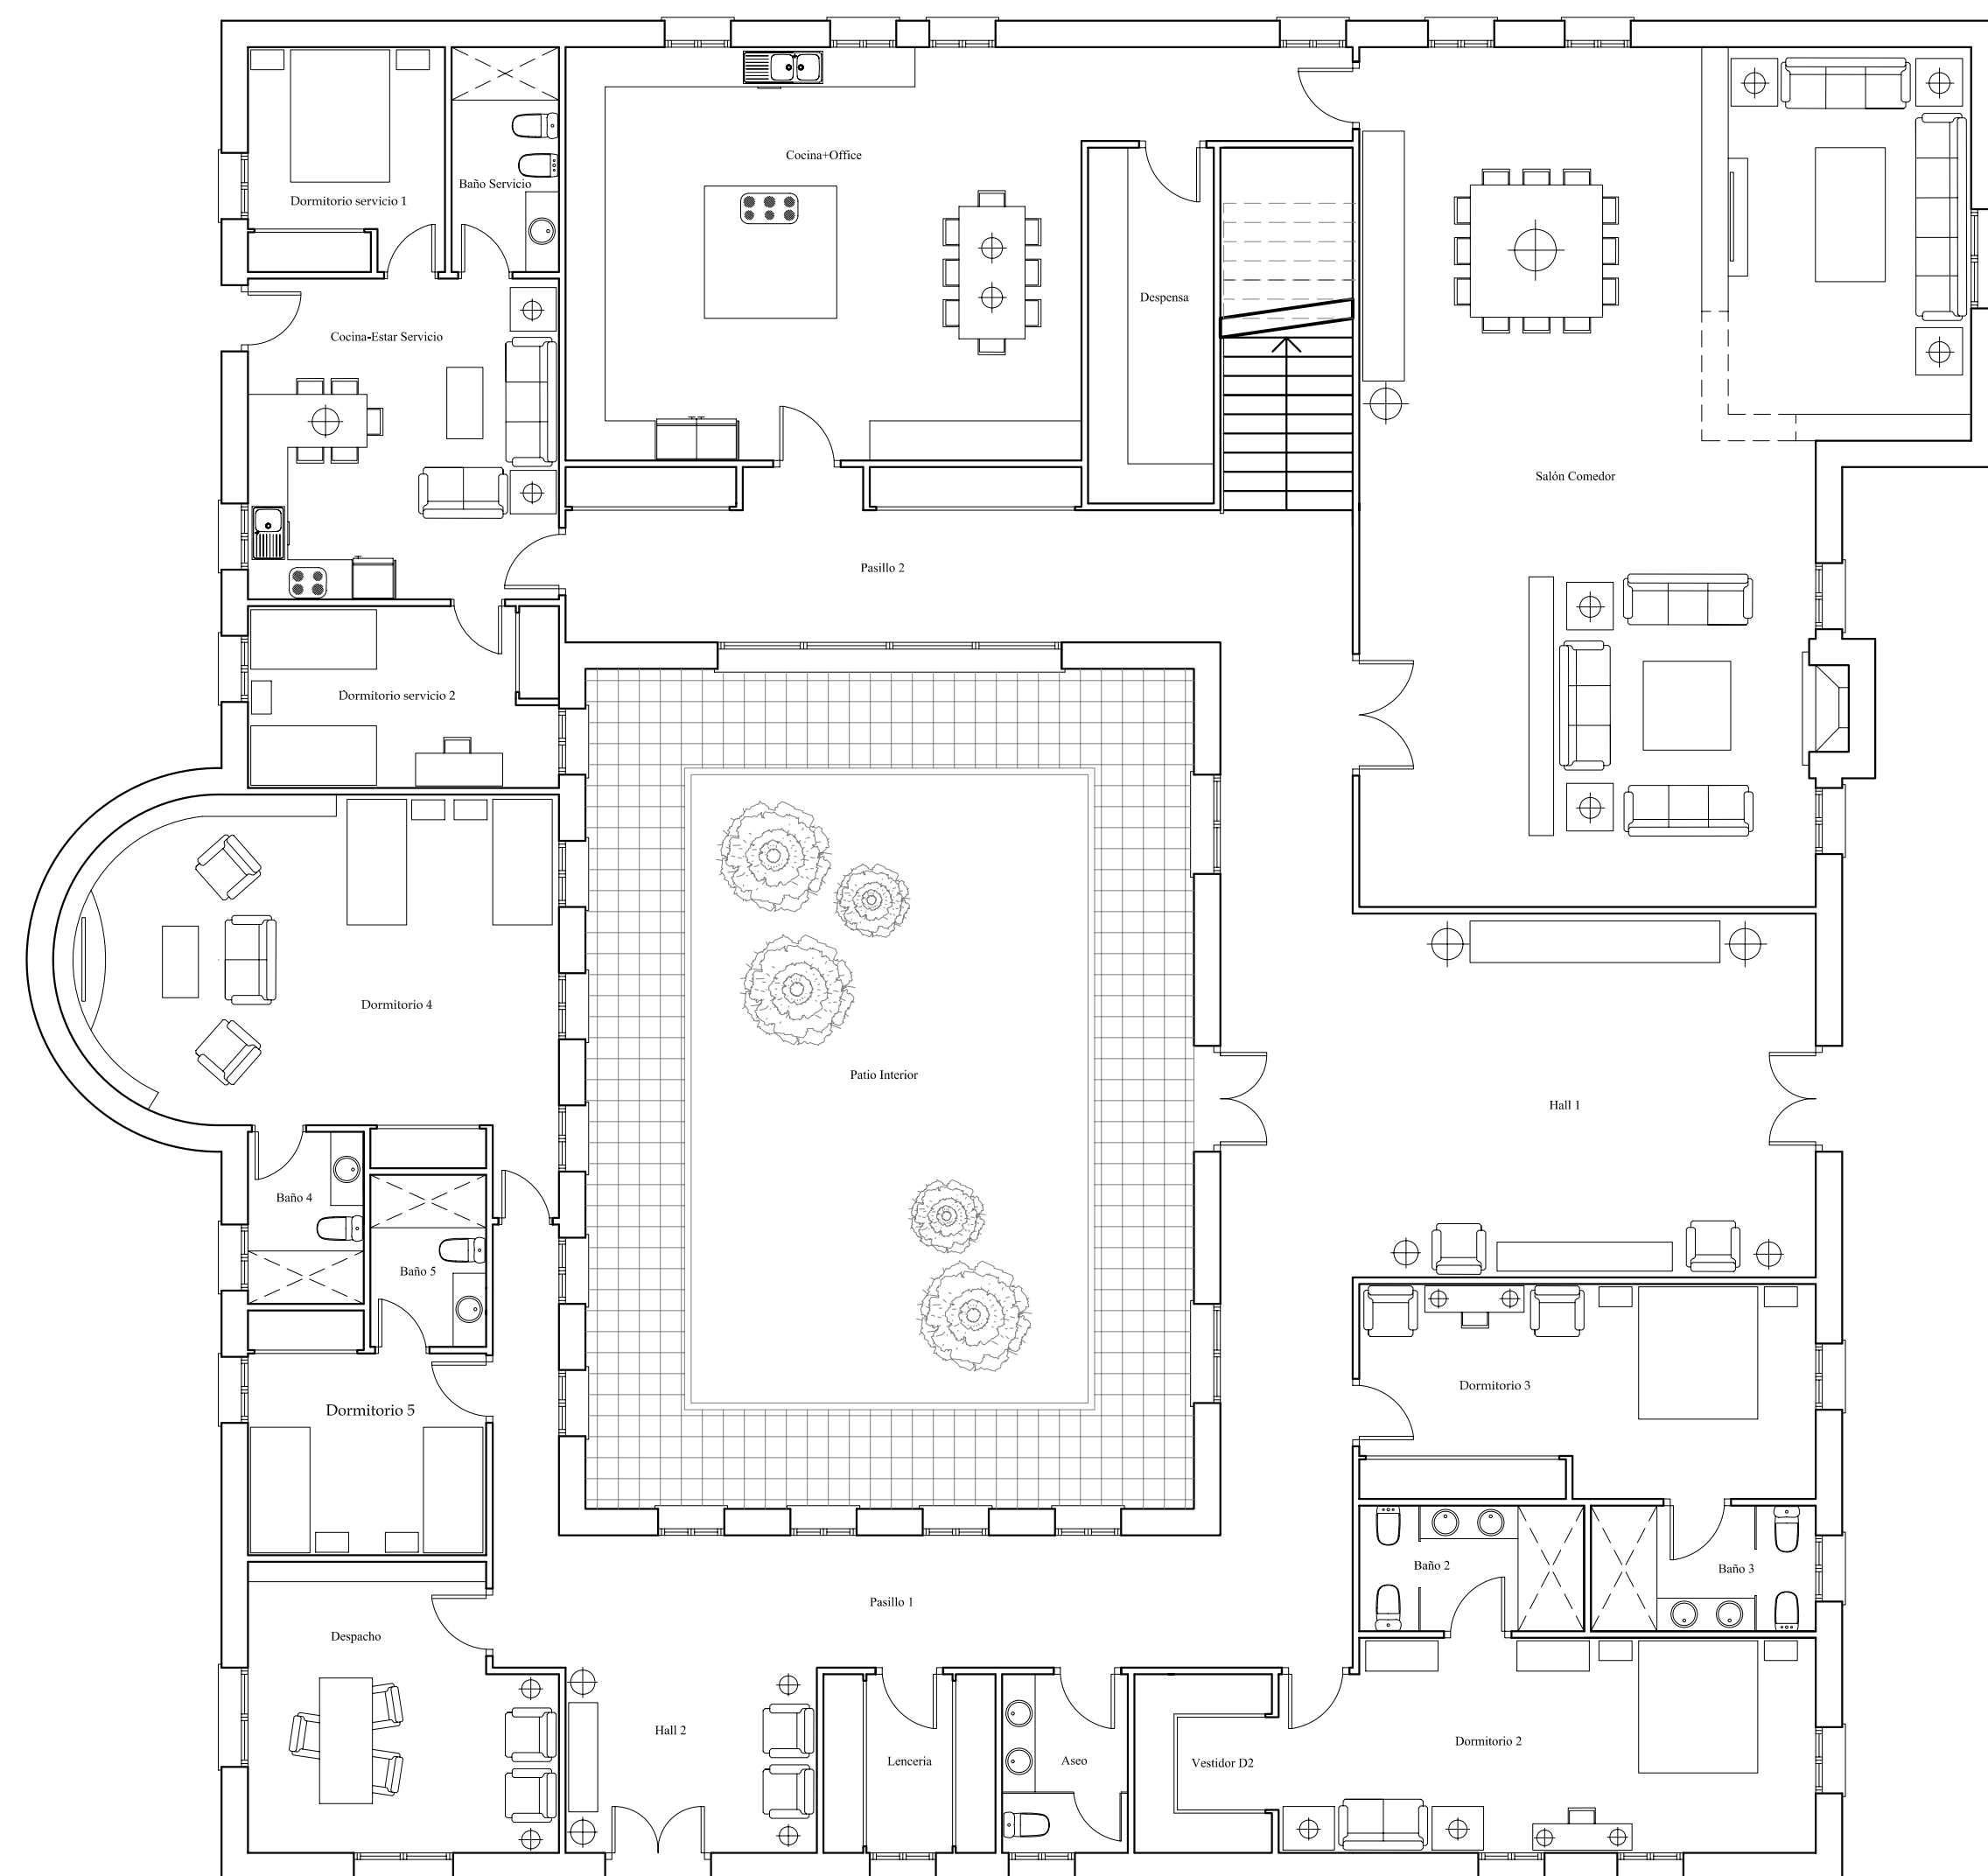 Cocina+Office
Baño Servicio
Dormitorio servicio 1
Despensa
Cocina-Estar Servicio
Salón Comedor
Pasillo 2
Dormitorio servicio 2
Dormitorio 4
Patio Interior
Hall 1
Baño 4
Baño 5
Dormitorio 3
Dormitorio 5
Baño 2
Baño 3
Pasillo 1
Despacho
Hall 2
Dormitorio 2
Lenceria
Aseo
Vestidor D2